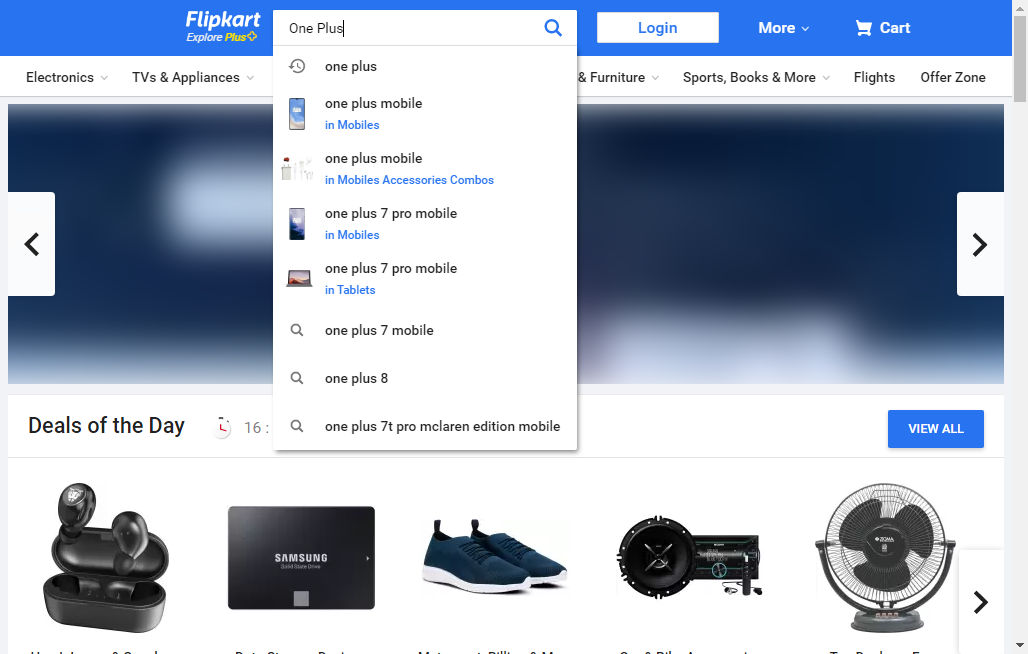 Flipkart
Explore Plus
One Plus
Login
More
Cart
Electronics
TVs & Appliances
& Furniture
Sports, Books & More
Flights
Offer Zone
one plus
one plus mobile
in Mobiles
one plus mobile
in Mobiles Accessories Combos
one plus 7 pro mobile
in Mobiles
one plus 7 pro mobile
in Tablets
one plus 7 mobile
one plus 8
one plus 7t pro mclaren edition mobile
Deals of the Day
16 :
VIEW ALL
SAMSUNG
Solid State Drive